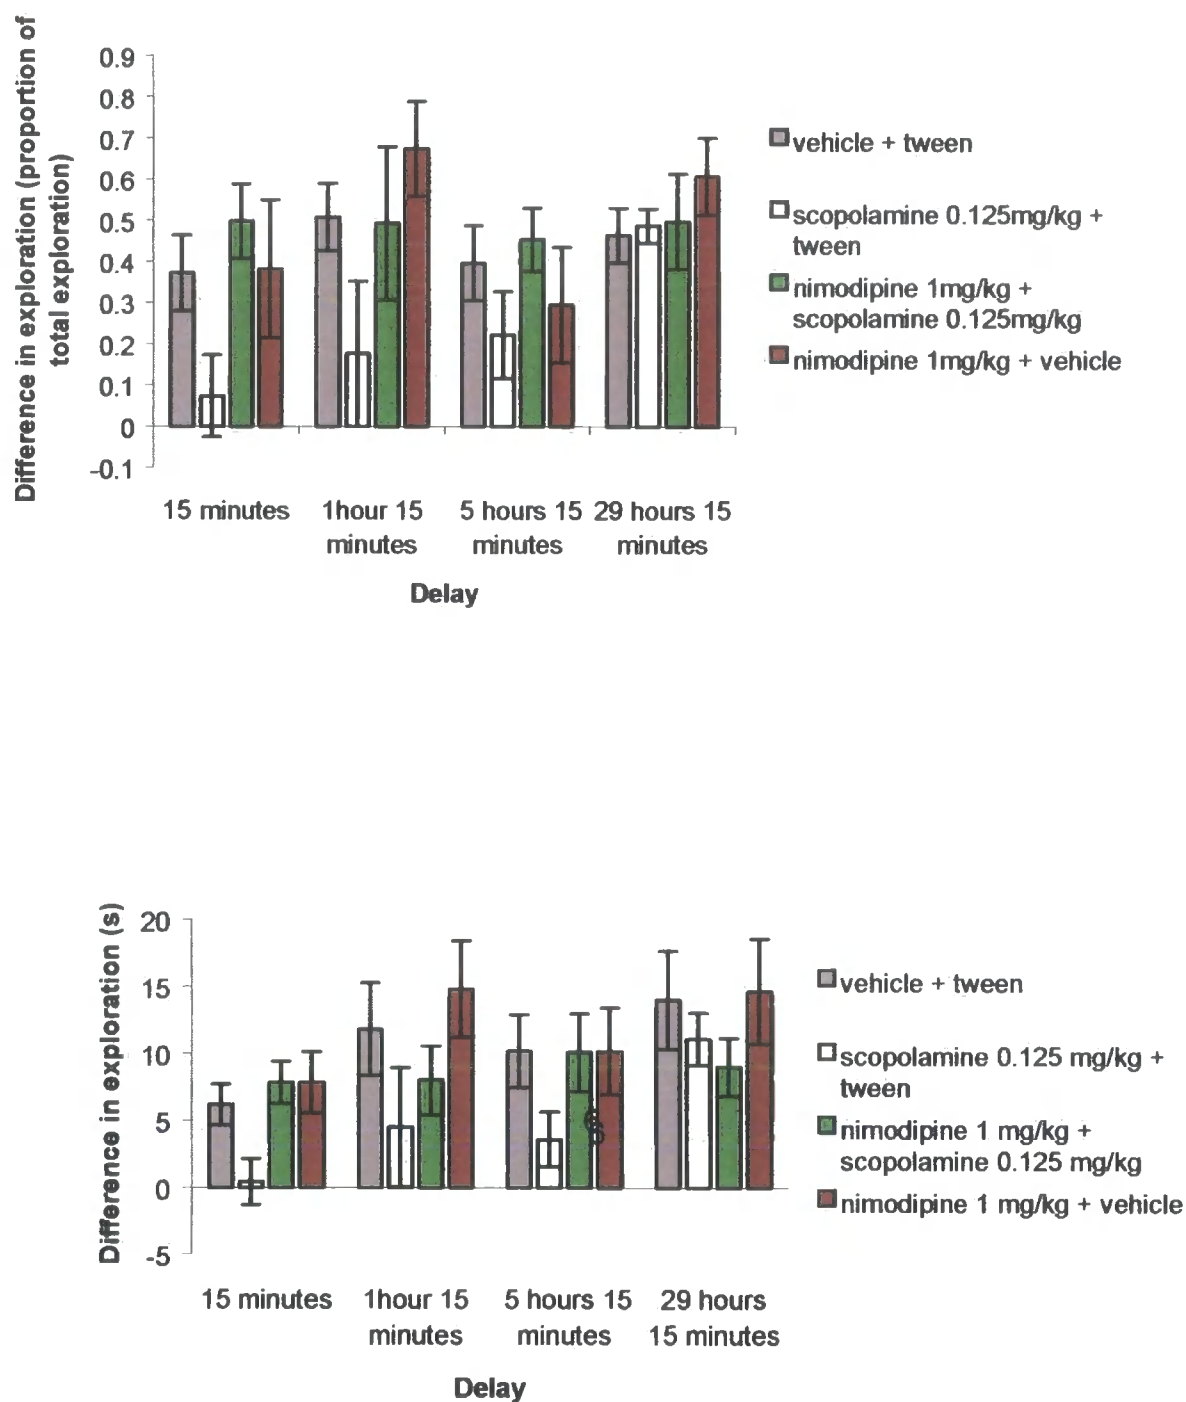 Difference in exploration (proportion of
total exploration)
0.9
0.8
0.7
0.6
0.5
0.4
0.3
0.2
0.1
0
-0.1
15 minutes
1hour 15
minutes
5 hours 15
minutes
29 hours 15
minutes
Delay
vehicle + tween
scopolamine 0.125mg/kg +
tween
nimodipine 1mg/kg +
scopolamine 0.125mg/kg
nimodipine 1mg/kg + vehicle
Difference in exploration (s)
20
15
10
5
0
-5
15 minutes
1hour 15
minutes
5 hours 15
minutes
29 hours
15 minutes
Delay
vehicle + tween
scopolamine 0.125 mg/kg +
tween
nimodipine 1 mg/kg +
scopolamine 0.125 mg/kg
nimodipine 1 mg/kg + vehicle